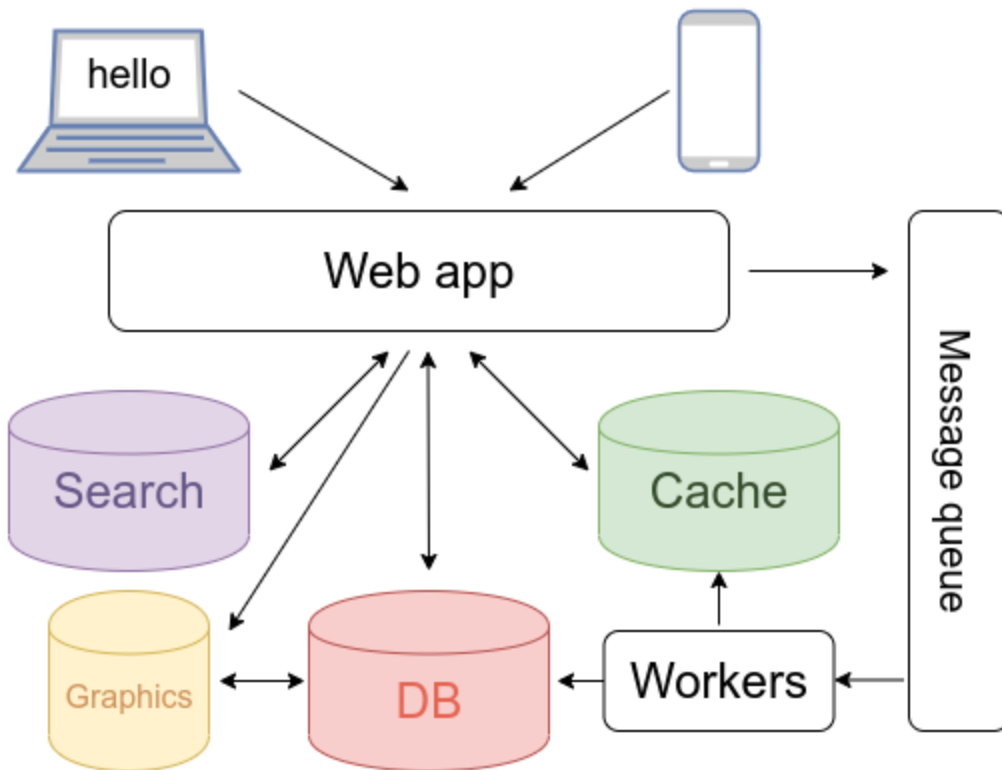 hello
Web app
Message queue
Search
Cache
Graphics
DB
Workers